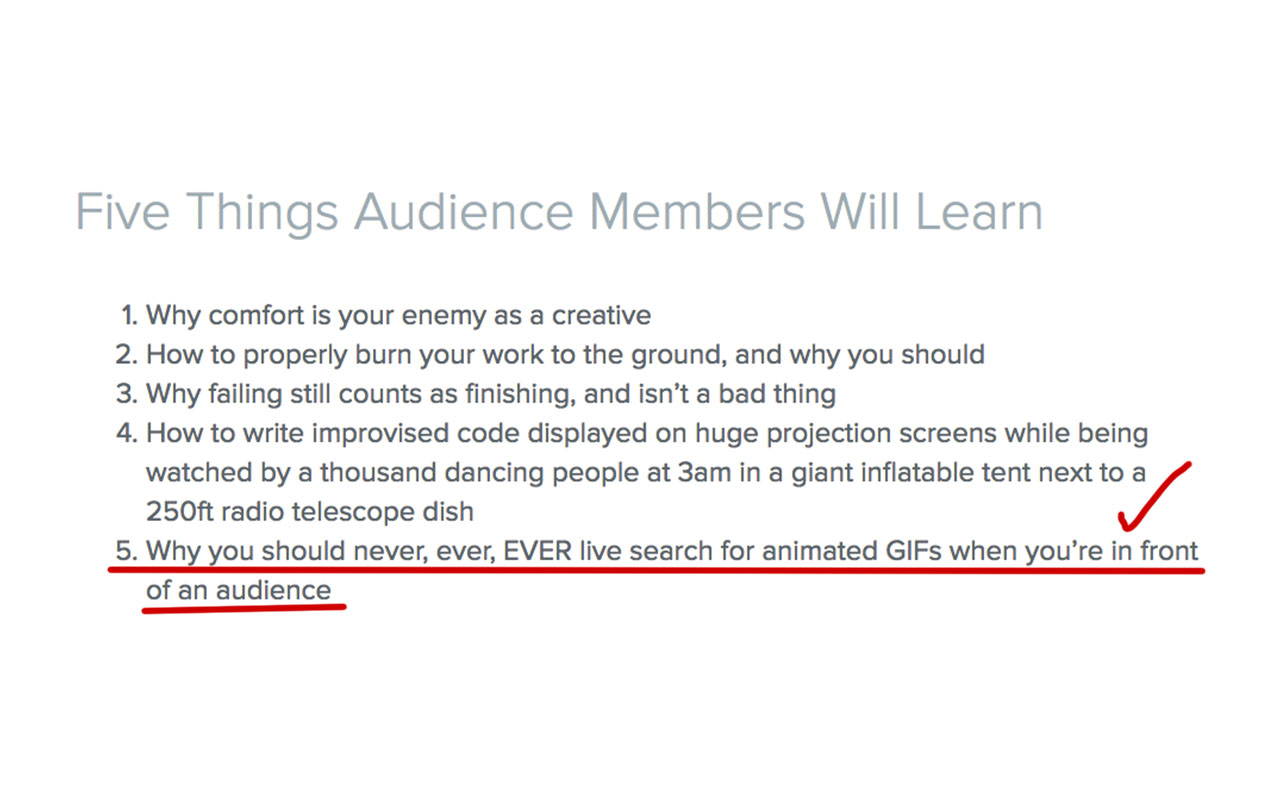 Five Things Audience Members Will Learn
1. Why comfort is your enemy as a creative
2. How to properly burn your work to the ground, and why you should
3. Why failing still counts as finishing, and isn’t a bad thing
4. How to write improvised code displayed on huge projection screens while being
watched by a thousand dancing people at 3am in a giant inflatable tent next to a
250ft radio telescope dish
5. Why you should never, ever, EVER live search for animated GIFs when you’re in front
of an audience